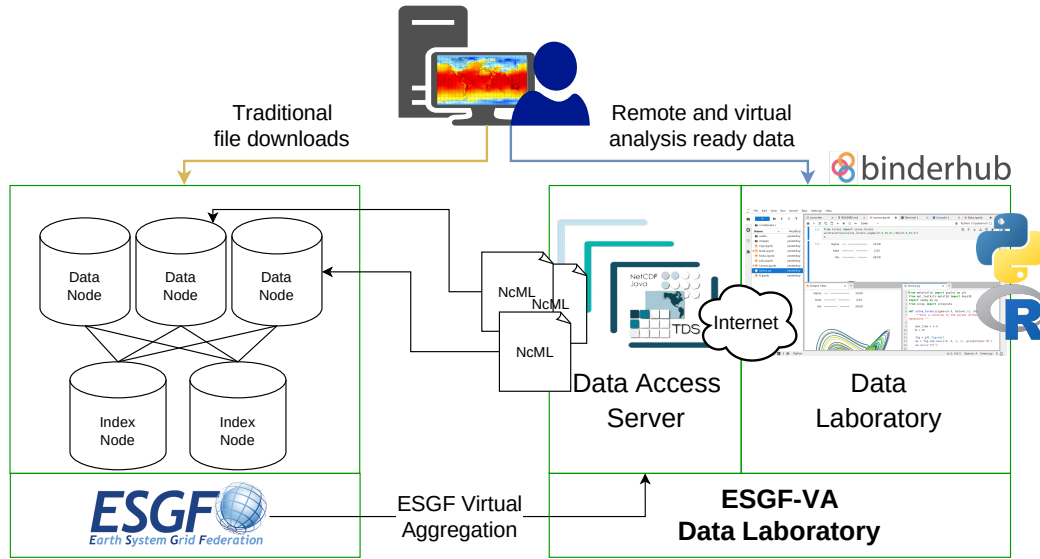 Traditional
file downloads
Remote and virtual
analysis ready data
binderhub
Data
Node
Data
Node
Data
Node
Index
Node
Index
Node
NcML
NcML
NcML
NetCDF
Java
TDS
Internet
Data Access
Server
Data
Laboratory
ESGF
Earth System Grid Federation
ESGF Virtual
Aggregation
ESGF-VA
Data Laboratory